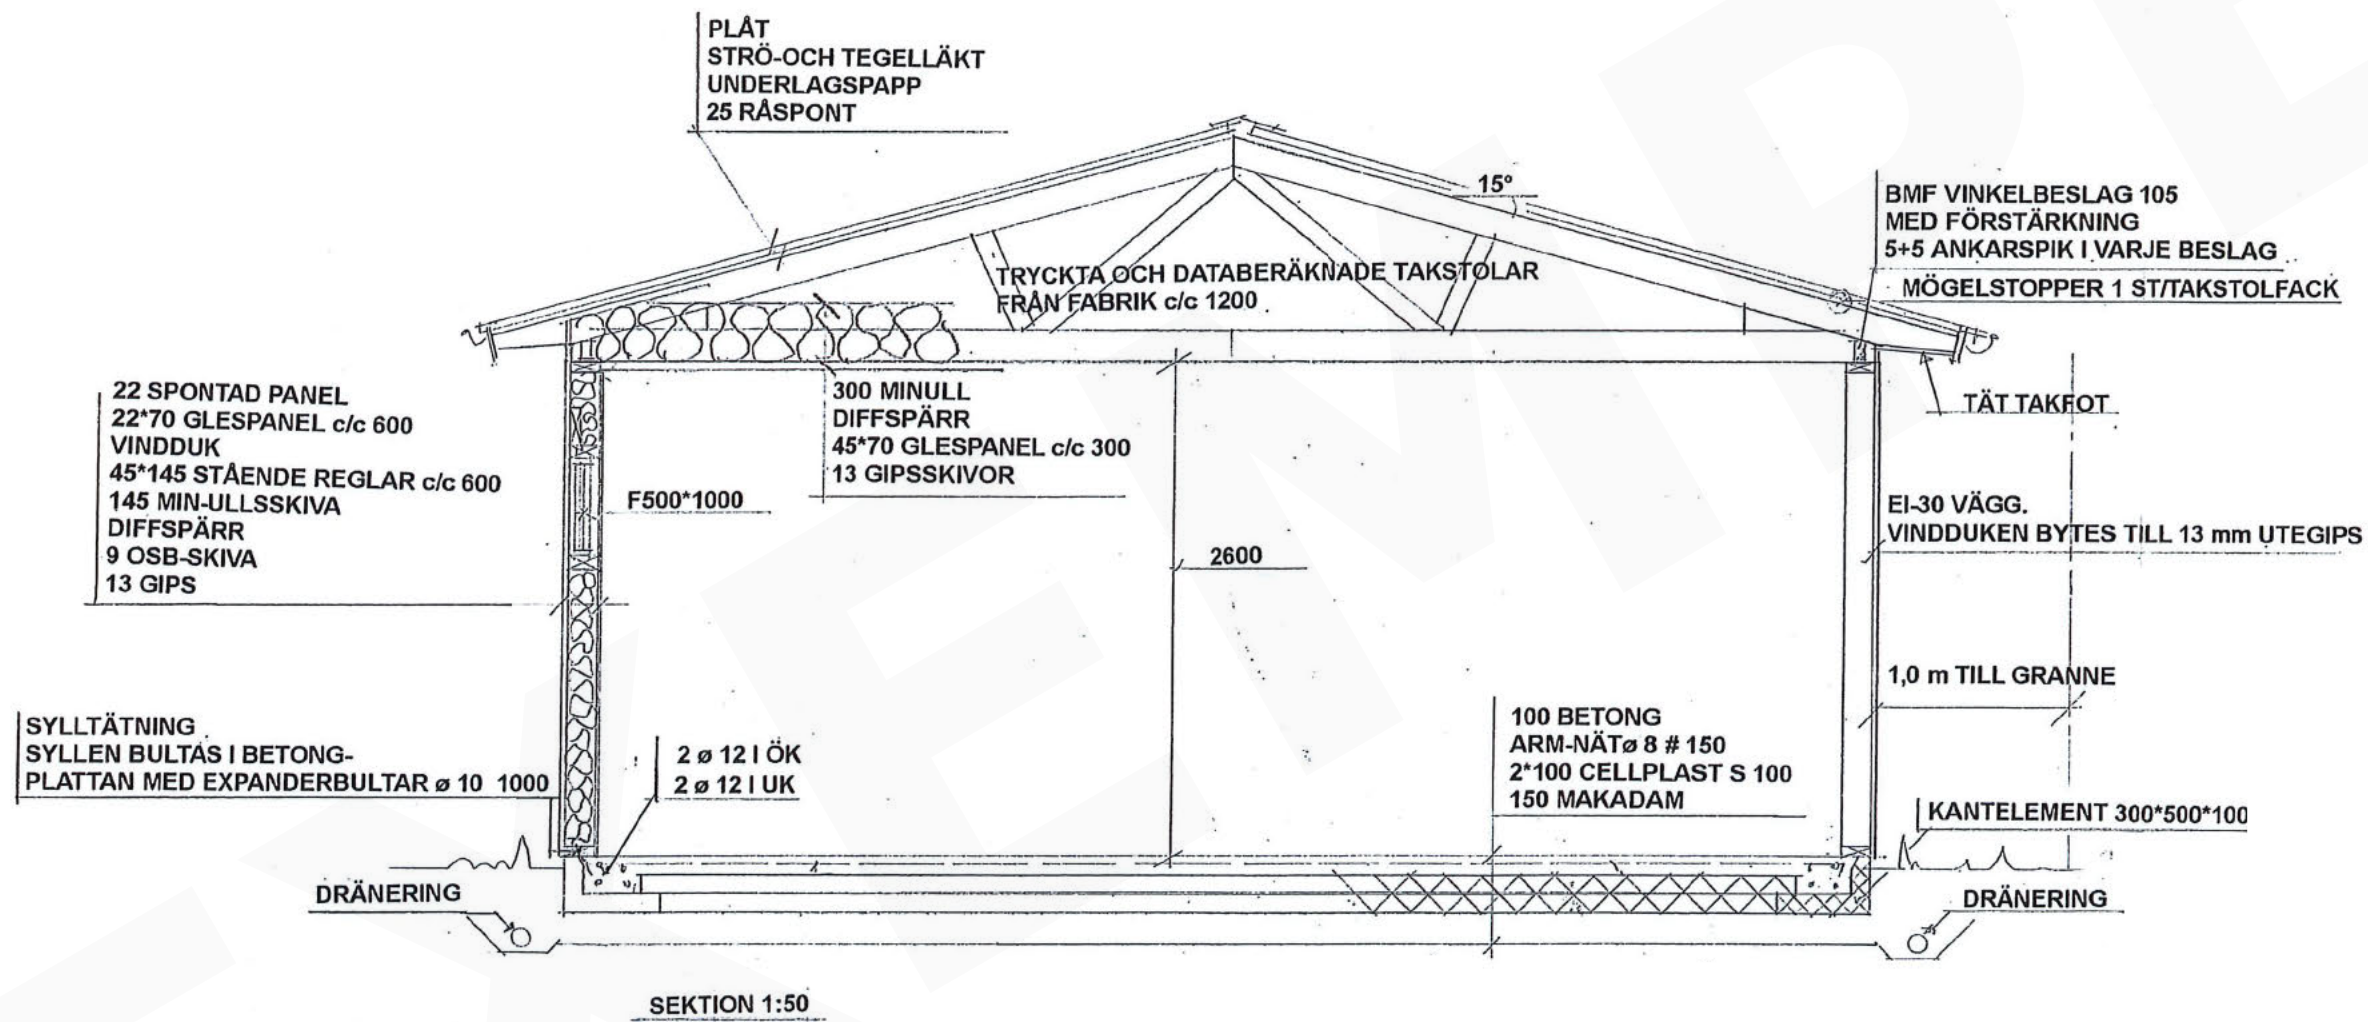 PLÅT
STRÖ-OCH TEGELLÄKT
UNDERLAGSPAPP
25 RÅSPONT
15°
BMF VINKELBESLAG 105
MED FÖRSTÄRKNING
5+5 ANKARSPIK I VARJE BESLAG
MÖGELSTOPPER 1 ST/TAKSTOLFACK
TRYCKTA OCH DATABERÄKNADE TAKSTOLAR
FRÅN FABRIK c/c 1200
TÄT TAKFOT
22 SPONTAD PANEL
22*70 GLESPANEL c/c 600
VINDDUK
45*145 STÅENDE REGLAR c/c 600
145 MIN-ULLSSKIVA
DIFFSPÄRR
9 OSB-SKIVA
13 GIPS
300 MINULL
DIFFSPÄRR
45*70 GLESPANEL c/c 300
13 GIPSSKIVOR
F500*1000
2600
EI-30 VÄGG.
VINDDUKEN BYTES TILL 13 mm UTEGIPS
1,0 m TILL GRANNE
SYLLTÄTNING
SYLLEN BULTAS I BETONG-
PLATTAN MED EXPANDERBULTAR ø 10 1000
2 ø 12 I ÖK
2 ø 12 I UK
100 BETONG
ARM-NÄTø 8 # 150
2*100 CELLPLAST S 100
150 MAKADAM
KANTELEMENT 300*500*100
DRÄNERING
DRÄNERING
SEKTION 1:50
EXEMPEL